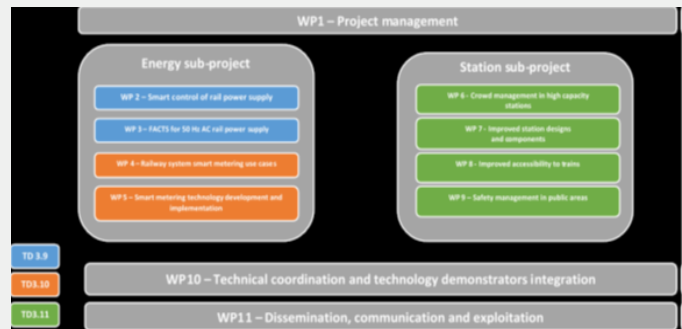 WP1 – Project management
Energy sub-project
WP 2 – Smart control of rail power supply
WP 3 – FACTS for 50 Hz AC rail power supply
WP 4 – Railway system smart metering use cases
WP 5 – Smart metering technology development and
implementation
Station sub-project
WP 6 - Crowd management in high capacity
stations
WP 7 - Improved station designs
and components
WP 8 - Improved accessibility to trains
WP 9 – Safety management in public areas
TD 3.9
TD3.10
TD3.11
WP10 – Technical coordination and technology demonstrators integration
WP11 – Dissemination, communication and exploitation